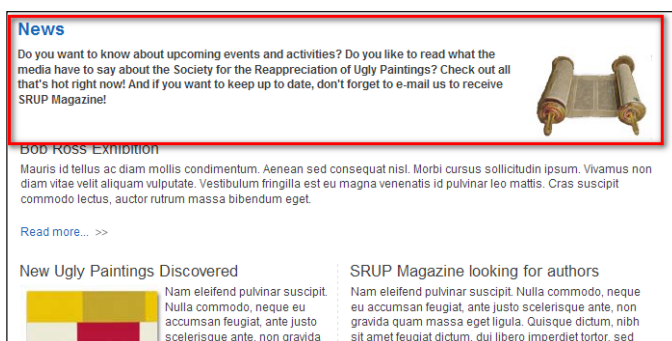 News
Do you want to know about upcoming events and activities? Do you like to read what the
media have to say about the Society for the Reappreciation of Ugly Paintings? Check out all
that's hot right now! And if you want to keep up to date, don't forget to e-mail us to receive
SRUP Magazine!
Bob Ross Exhibition
Mauris id tellus ac diam mollis condimentum. Aenean sed consequat nisl. Morbi cursus sollicitudin ipsum. Vivamus non
diam vitae velit aliquam vulputate. Vestibulum fringilla est eu magna venenatis id pulvinar leo mattis. Cras suscipit
commodo lectus, auctor rutrum massa bibendum eget.
Read more... >>
New Ugly Paintings Discovered
Nam eleifend pulvinar suscipit.
Nulla commodo, neque eu
accumsan feugiat, ante justo
scelerisque ante, non gravida
SRUP Magazine looking for authors
Nam eleifend pulvinar suscipit. Nulla commodo, neque
eu accumsan feugiat, ante justo scelerisque ante, non
gravida quam massa eget ligula. Quisque dictum, nibh
sit amet feugiat dictum, dui libero imperdiet tortor, sed